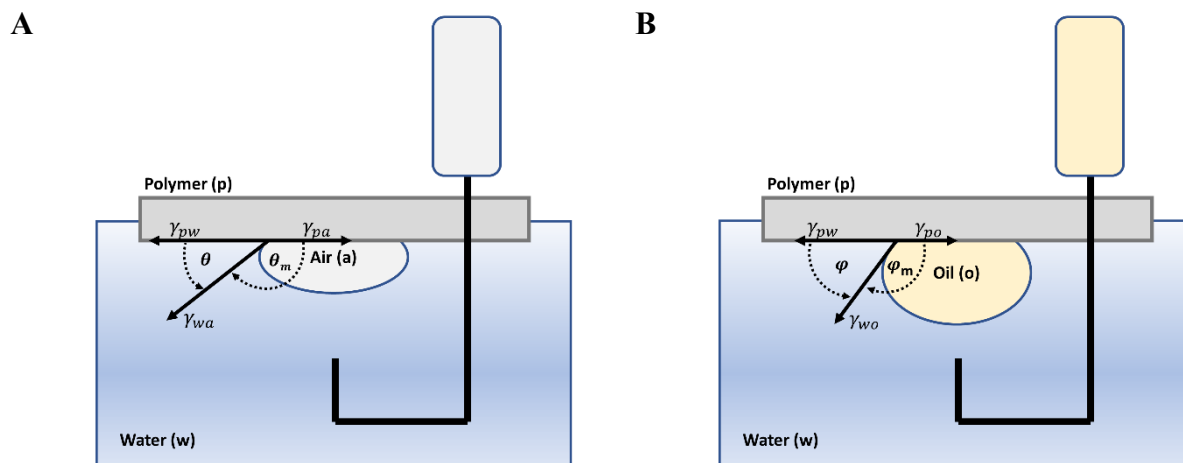 A
B
Polymer (p)
Polymer (p)
γpw
γpa
γpw
γpo
θ
θm
Air (a)
φ
φm
Oil (o)
γwa
γwo
Water (w)
Water (w)